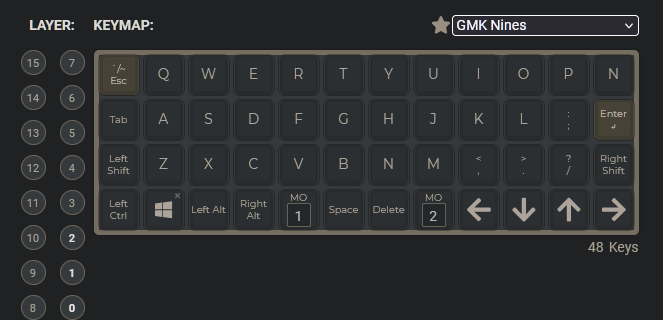 LAYER: KEYMAP: GMK Nines
15 7 ` /~ Esc Q W E R T Y U I O P N
14 6 Tab A S D F G H J K L : ; Enter ↲
13 5
12 4 Left Shift Z X C V B N M < , > . ? / Right Shift
11 3 Left Ctrl × Left Alt Right Alt MO 1 Space Delete MO 2 ← ↓ ↑ →
10 2
48 Keys
9 1
8 0